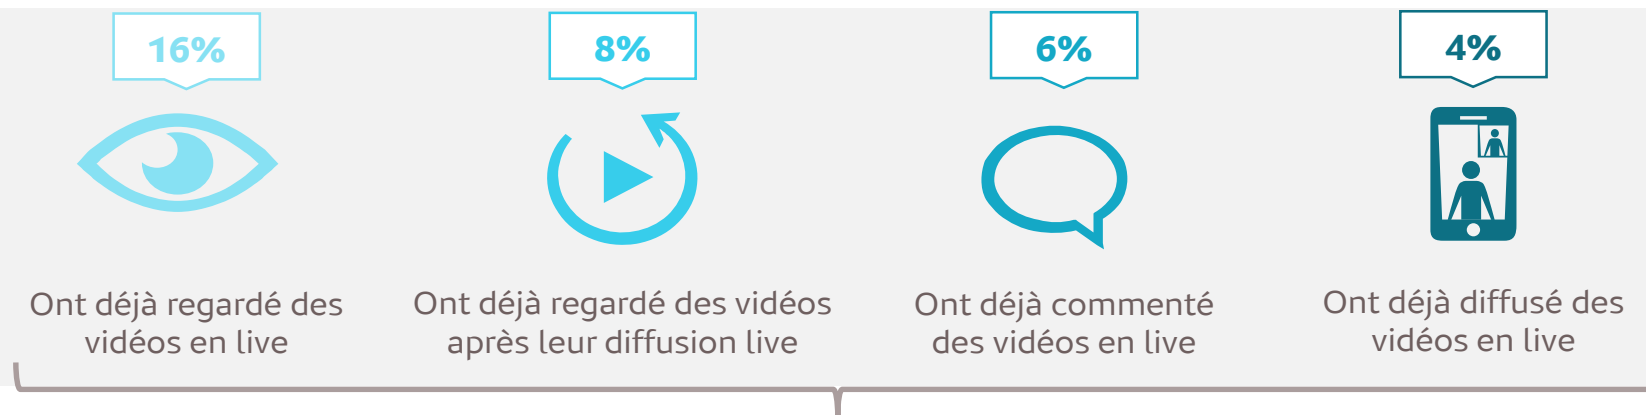 16%
8%
6%
4%
Ont déjà regardé des
vidéos en live
Ont déjà regardé des vidéos
après leur diffusion live
Ont déjà commenté
des vidéos en live
Ont déjà diffusé des
vidéos en live